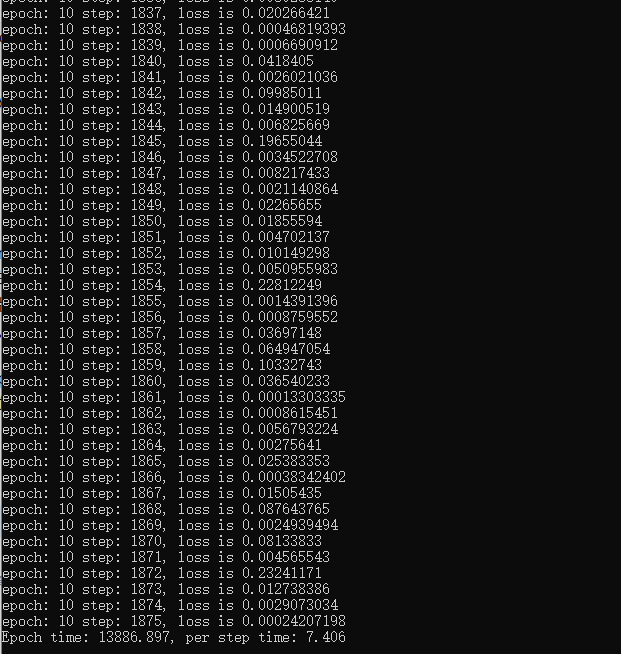 epoch: 10 step: 1837, loss is 0.020266421
epoch: 10 step: 1838, loss is 0.00046819393
epoch: 10 step: 1839, loss is 0.0006690912
epoch: 10 step: 1840, loss is 0.0418405
epoch: 10 step: 1841, loss is 0.0026021036
epoch: 10 step: 1842, loss is 0.09985011
epoch: 10 step: 1843, loss is 0.014900519
epoch: 10 step: 1844, loss is 0.006825669
epoch: 10 step: 1845, loss is 0.19655044
epoch: 10 step: 1846, loss is 0.0034522708
epoch: 10 step: 1847, loss is 0.008217433
epoch: 10 step: 1848, loss is 0.0021140864
epoch: 10 step: 1849, loss is 0.02265655
epoch: 10 step: 1850, loss is 0.01855594
epoch: 10 step: 1851, loss is 0.004702137
epoch: 10 step: 1852, loss is 0.010149298
epoch: 10 step: 1853, loss is 0.0050955983
epoch: 10 step: 1854, loss is 0.22812249
epoch: 10 step: 1855, loss is 0.0014391396
epoch: 10 step: 1856, loss is 0.0008759552
epoch: 10 step: 1857, loss is 0.03697148
epoch: 10 step: 1858, loss is 0.064947054
epoch: 10 step: 1859, loss is 0.10332743
epoch: 10 step: 1860, loss is 0.036540233
epoch: 10 step: 1861, loss is 0.00013303335
epoch: 10 step: 1862, loss is 0.0008615451
epoch: 10 step: 1863, loss is 0.0056793224
epoch: 10 step: 1864, loss is 0.00275641
epoch: 10 step: 1865, loss is 0.025383353
epoch: 10 step: 1866, loss is 0.00038342402
epoch: 10 step: 1867, loss is 0.01505435
epoch: 10 step: 1868, loss is 0.087643765
epoch: 10 step: 1869, loss is 0.0024939494
epoch: 10 step: 1870, loss is 0.08133833
epoch: 10 step: 1871, loss is 0.004565543
epoch: 10 step: 1872, loss is 0.23241171
epoch: 10 step: 1873, loss is 0.012738386
epoch: 10 step: 1874, loss is 0.0029073034
epoch: 10 step: 1875, loss is 0.00024207198
Epoch time: 13886.897, per step time: 7.406